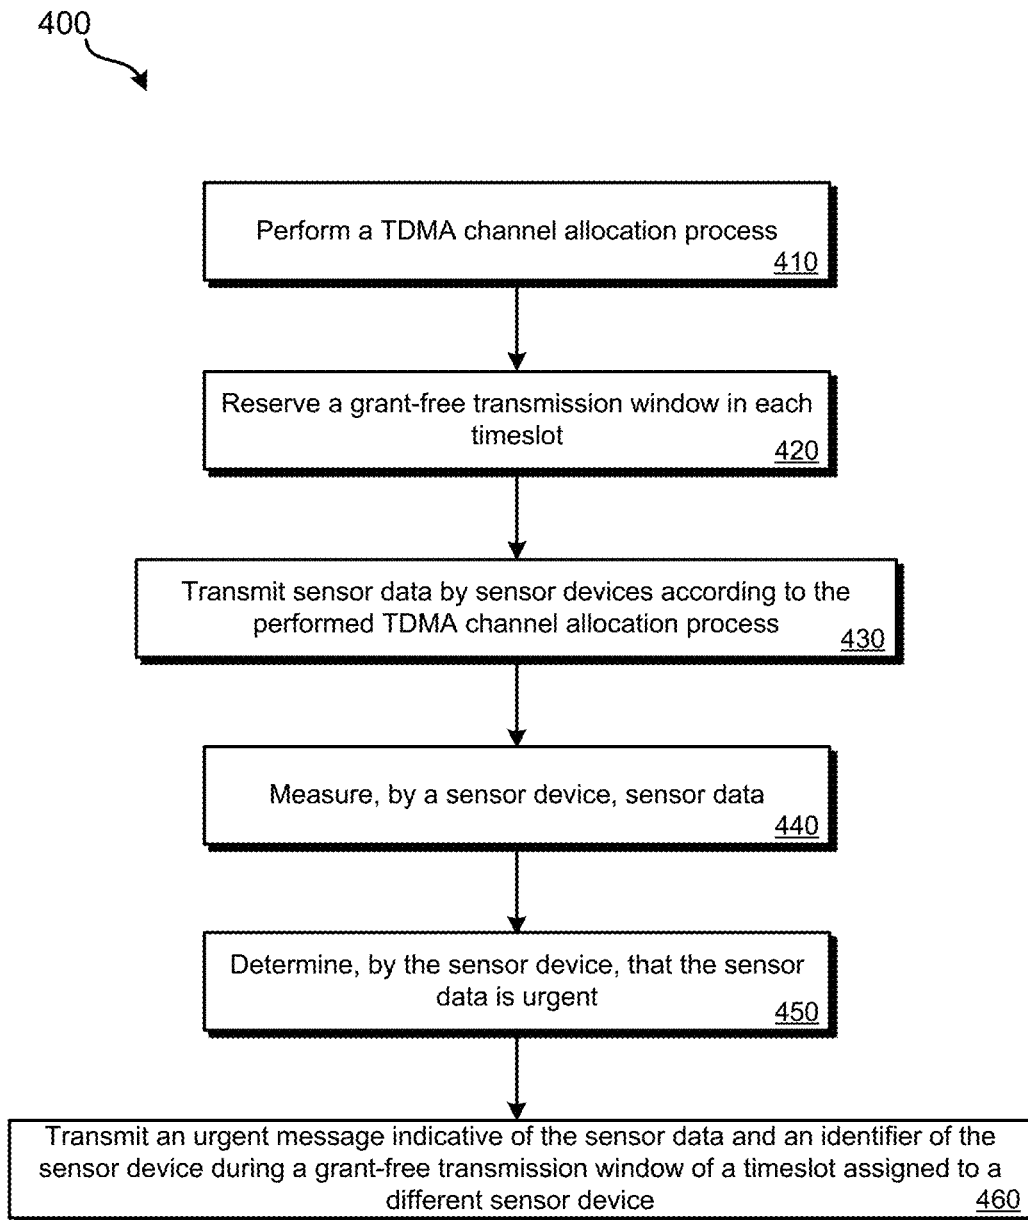 400
Perform a TDMA channel allocation process
410
Reserve a grant-free transmission window in each
timeslot
420
Transmit sensor data by sensor devices according to the
performed TDMA channel allocation process
430
Measure, by a sensor device, sensor data
440
Determine, by the sensor device, that the sensor
data is urgent
450
Transmit an urgent message indicative of the sensor data and an identifier of the
sensor device during a grant-free transmission window of a timeslot assigned to a
different sensor device
460